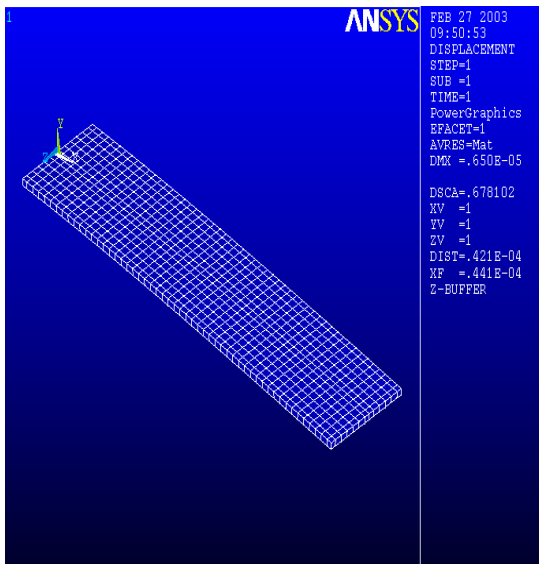 1
ANSYS
FEB 27 2003
09:50:53
DISPLACEMENT
STEP=1
SUB =1
TIME=1
PowerGraphics
EFACET=1
AVRES=Mat
DMX =.650E-05
DSCA=.678102
XV =1
YV =1
ZV =1
DIST=.421E-04
XF =.441E-04
Z-BUFFER
Y
Z
X